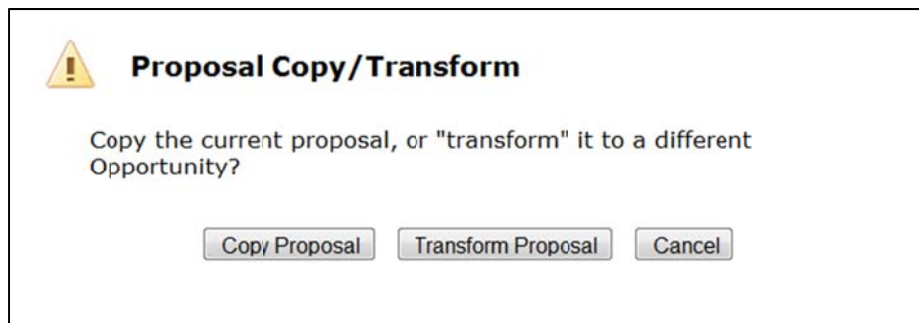 Proposal Copy/Transform
Copy the current proposal, or "transform" it to a different
Opportunity?
Copy Proposal Transform Proposal Cancel